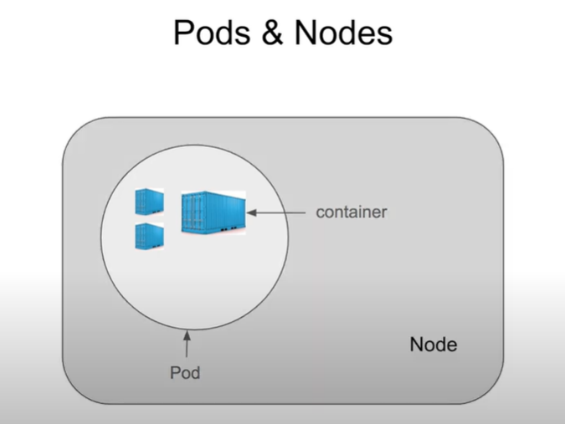 Pods & Nodes
container
Node
Pod